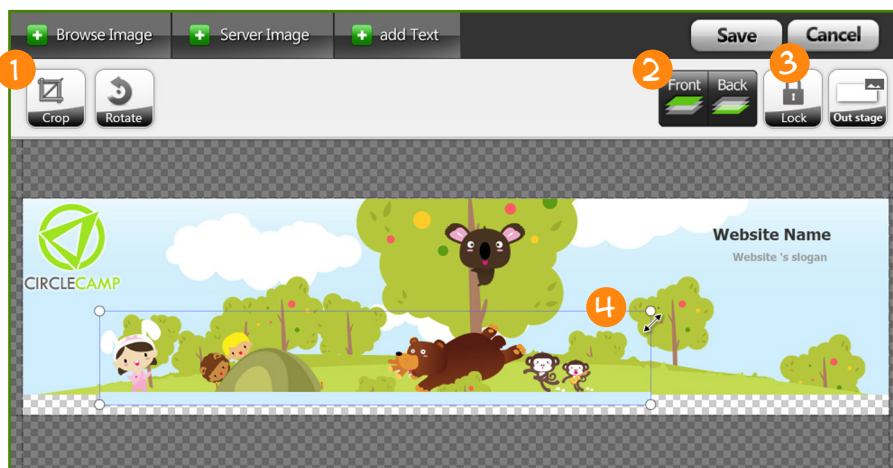 Browse Image
Server Image
add Text
Save
Cancel
1
2
3
Crop
Rotate
Front
Back
Lock
Out stage
Website Name
Website 's slogan
CIRCLECAMP
4